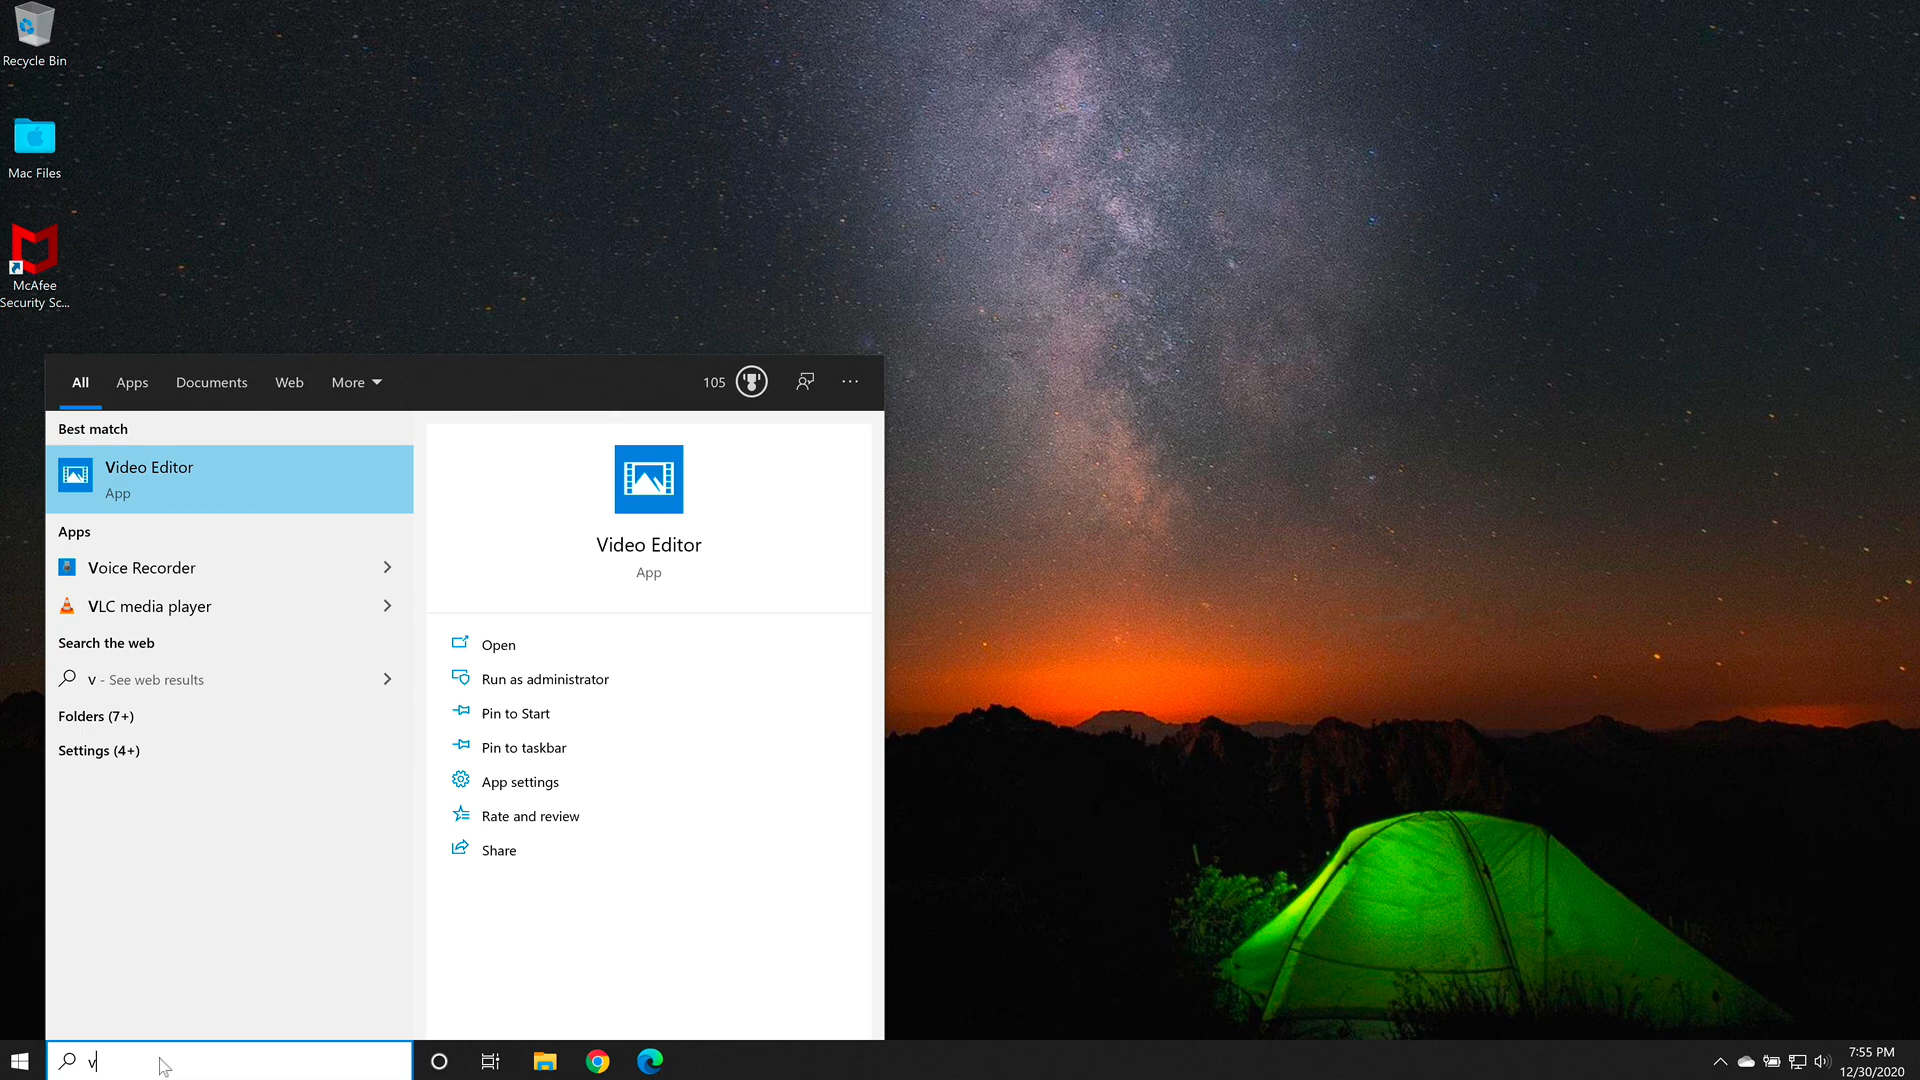 Recycle Bin
Mac Files
McAfee
Security Sc...
All
Apps
Documents
Web
More
105
Best match
Video Editor
App
Apps
Voice Recorder
VLC media player
Search the web
v - See web results
Folders (7+)
Settings (4+)
Video Editor
App
Open
Run as administrator
Pin to Start
Pin to taskbar
App settings
Rate and review
Share
v
7:55 PM
12/30/2020